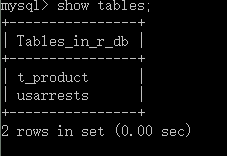 mysql> show tables;
+----------------+
| Tables_in_r_db |
+----------------+
| t_product      |
| usarrests      |
+----------------+
2 rows in set (0.00 sec)